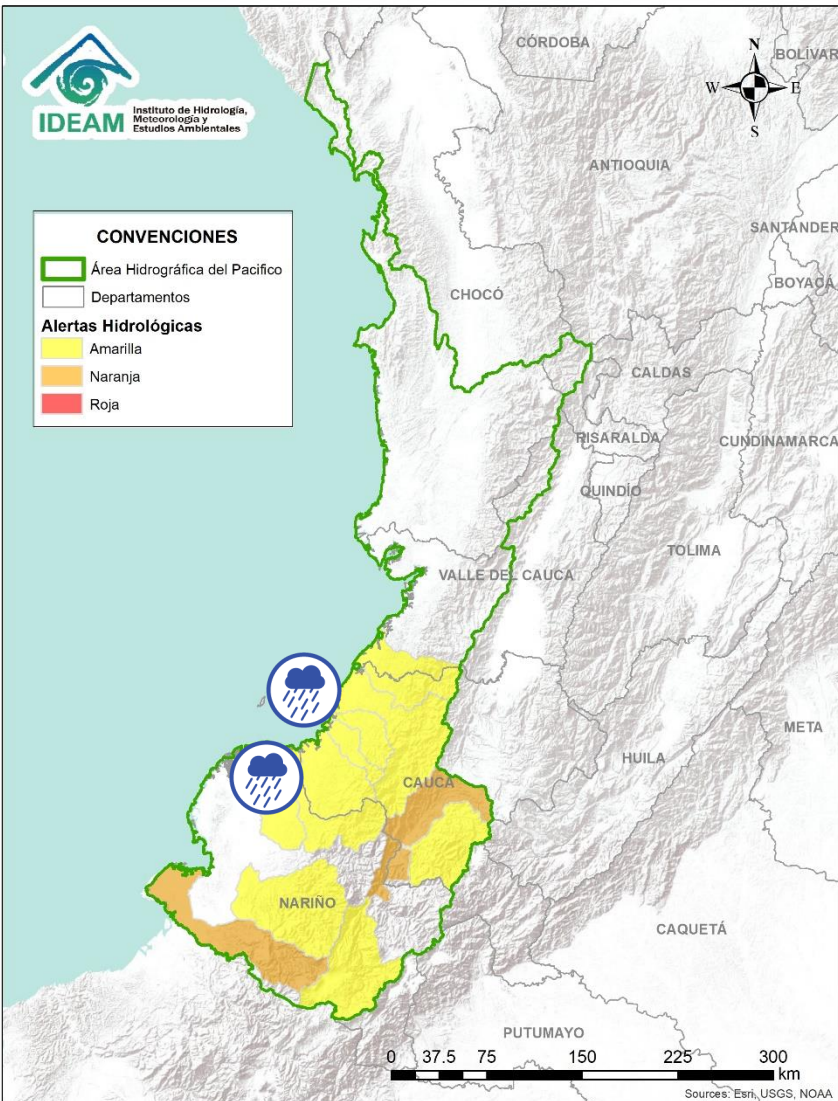 IDEAM
Instituto de Hidrología,
Meteorología y
Estudios Ambientales
CÓRDOBA
BOLÍVAR
N
W E
S
ANTIOQUIA
SANTANDER
BOYACÁ
CONVENCIONES
Área Hidrográfica del Pacifico
Departamentos
Alertas Hidrológicas
Amarilla
Naranja
Roja
CHOCÓ
CALDAS
RISARALDA
CUNDINAMARCA
QUINDÍO
TOLIMA
VALLE DEL CAUCA
META
HUILA
CAUCA
NARIÑO
CAQUETÁ
PUTUMAYO
0 37.5 75 150 225 300
km
Sources: Esri, USGS, NOAA